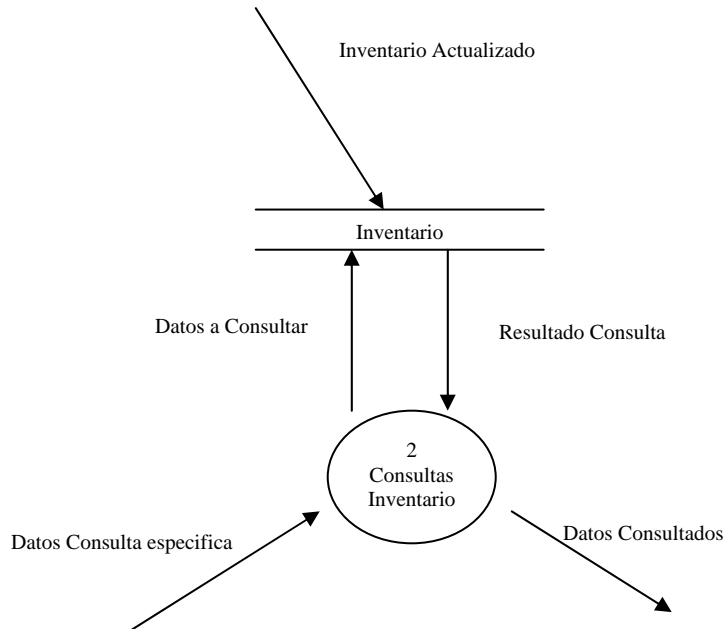 Inventario Actualizado
Inventario
Datos a Consultar
Resultado Consulta
2
Consultas
Inventario
Datos Consulta especifica
Datos Consultados